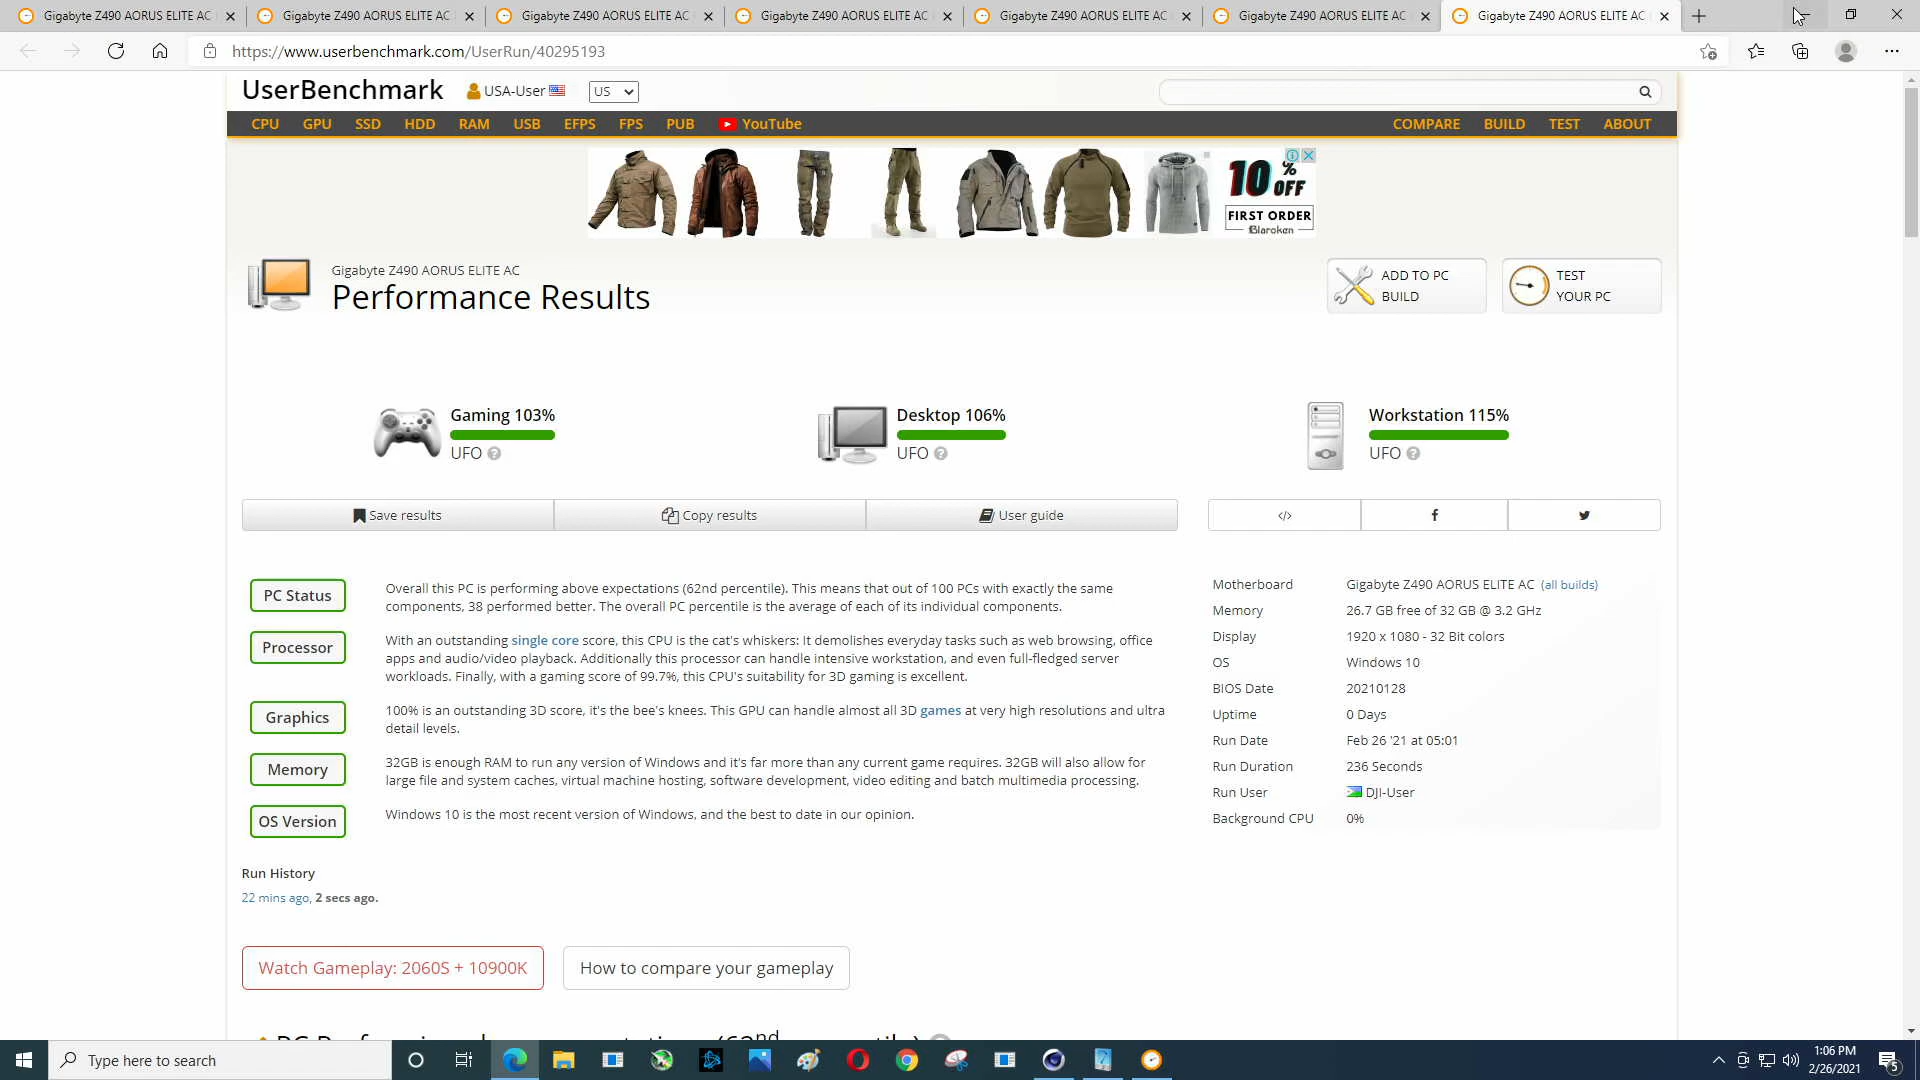 Gigabyte Z490 AORUS ELITE AC
Gigabyte Z490 AORUS ELITE AC
Gigabyte Z490 AORUS ELITE AC
Gigabyte Z490 AORUS ELITE AC
Gigabyte Z490 AORUS ELITE AC
Gigabyte Z490 AORUS ELITE AC
Gigabyte Z490 AORUS ELITE AC
https://www.userbenchmark.com/UserRun/40295193
UserBenchmark USA-User US
CPU GPU SSD HDD RAM USB EFPS FPS PUB YouTube COMPARE BUILD TEST ABOUT
10% OFF
FIRST ORDER
Blaroken
Gigabyte Z490 AORUS ELITE AC
Performance Results
ADD TO PC BUILD
TEST YOUR PC
Gaming 103%
UFO
Desktop 106%
UFO
Workstation 115%
UFO
Save results Copy results User guide </>
PC Status
Overall this PC is performing above expectations (62nd percentile). This means that out of 100 PCs with exactly the same
components, 38 performed better. The overall PC percentile is the average of each of its individual components.
Processor
With an outstanding single core score, this CPU is the cat's whiskers: It demolishes everyday tasks such as web browsing, office
apps and audio/video playback. Additionally this processor can handle intensive workstation, and even full-fledged server
workloads. Finally, with a gaming score of 99.7%, this CPU's suitability for 3D gaming is excellent.
Graphics
100% is an outstanding 3D score, it's the bee's knees. This GPU can handle almost all 3D games at very high resolutions and ultra
detail levels.
Memory
32GB is enough RAM to run any version of Windows and it's far more than any current game requires. 32GB will also allow for
large file and system caches, virtual machine hosting, software development, video editing and batch multimedia processing.
OS Version
Windows 10 is the most recent version of Windows, and the best to date in our opinion.
Motherboard Gigabyte Z490 AORUS ELITE AC (all builds)
Memory 26.7 GB free of 32 GB @ 3.2 GHz
Display 1920 x 1080 - 32 Bit colors
OS Windows 10
BIOS Date 20210128
Uptime 0 Days
Run Date Feb 26 '21 at 05:01
Run Duration 236 Seconds
Run User DJI-User
Background CPU 0%
Run History
22 mins ago, 2 secs ago.
Watch Gameplay: 2060S + 10900K How to compare your gameplay
Type here to search
1:06 PM
2/26/2021
5